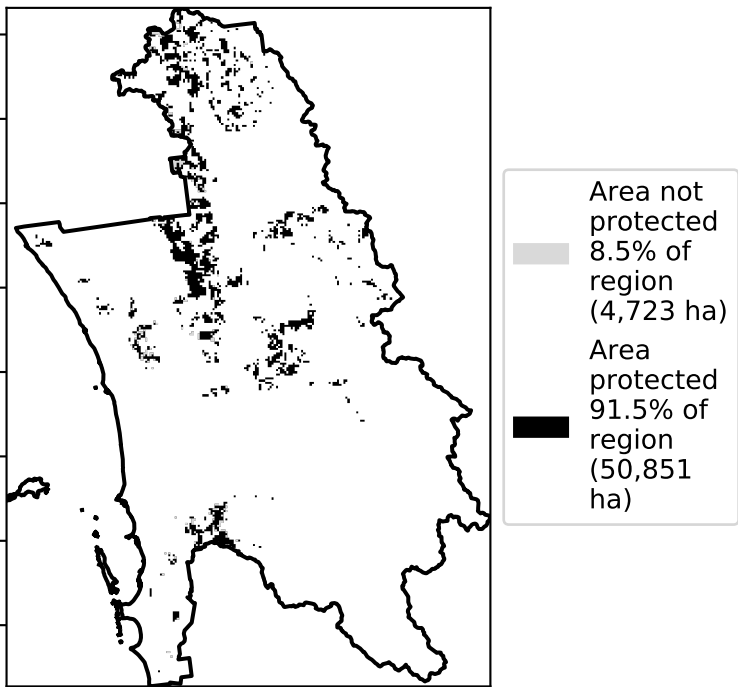 Area not
protected
8.5% of
region
(4,723 ha)
Area
protected
91.5% of
region
(50,851
ha)